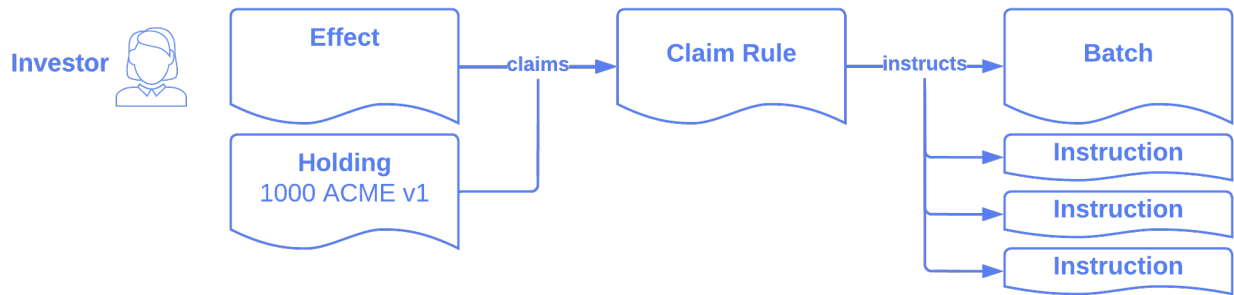 Investor
Effect
claims
Claim Rule
instructs
Batch
Holding
1000 ACME v1
Instruction
Instruction
Instruction